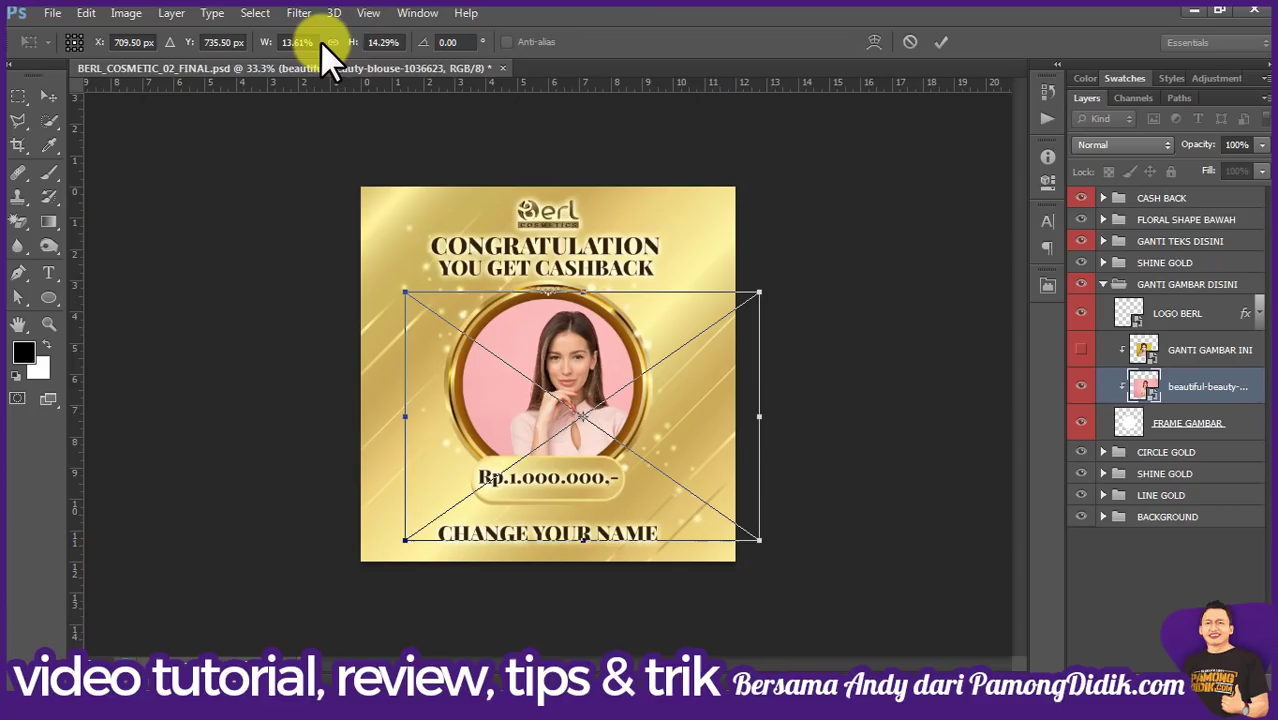 Ps File Edit Image Layer Type Select Filter 3D View Window Help
X: 709.50 px Y: 735.50 px W: 13.61% H: 14.29% 0.00 ° Anti-alias Essentials
BERL_COSMETIC_02_FINAL.psd @ 33.3% (beautiful-beauty-blouse-1036623, RGB/8) * ×
Color Swatches Styles Adjustment
Layers Channels Paths
Kind
Normal Opacity: 100%
Lock: Fill: 100%
CASH BACK
FLORAL SHAPE BAWAH
GANTI TEKS DISINI
SHINE GOLD
GANTI GAMBAR DISINI
LOGO BERL fx
GANTI GAMBAR INI
beautiful-beauty-...
FRAME GAMBAR
CIRCLE GOLD
SHINE GOLD
LINE GOLD
BACKGROUND
Berl
COSMETICS
CONGRATULATION
YOU GET CASHBACK
Rp.1.000.000,-
CHANGE YOUR NAME
video tutorial, review, tips & trik Bersama Andy dari PamongDidik.com
PAMONG
DIDIK.COM